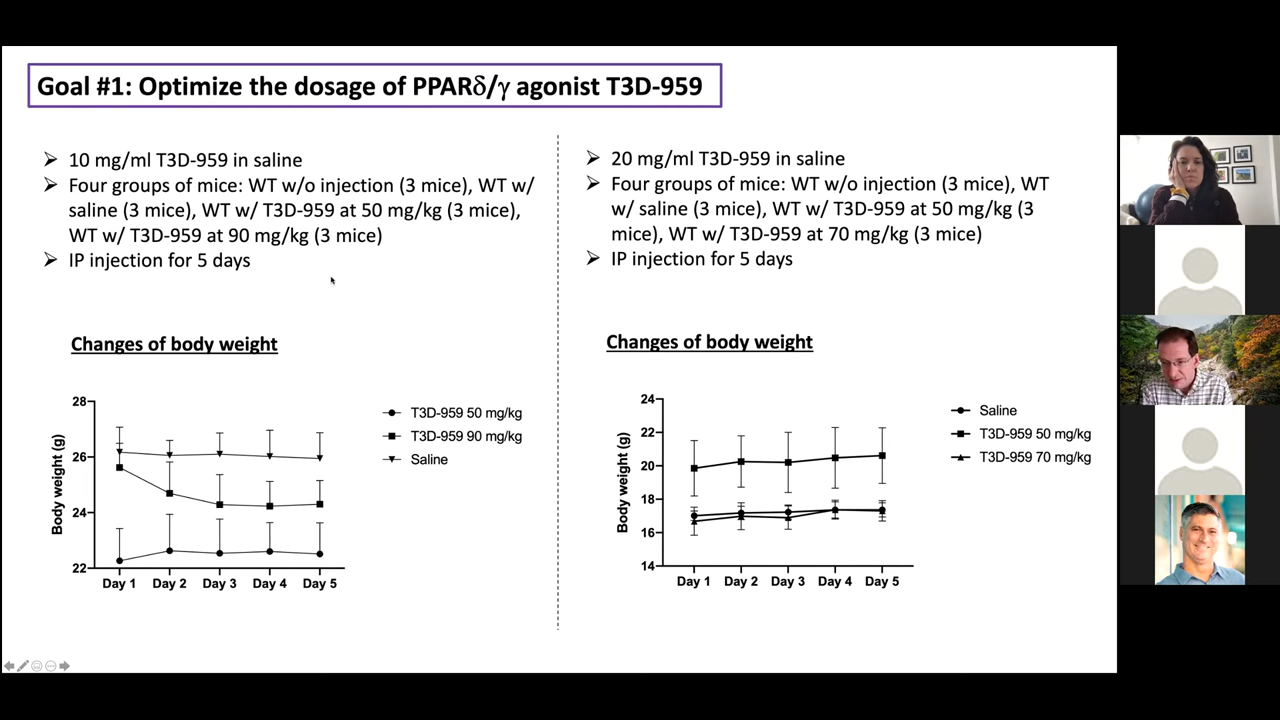 Goal #1: Optimize the dosage of PPARδ/γ agonist T3D-959
➢ 10 mg/ml T3D-959 in saline
➢ Four groups of mice: WT w/o injection (3 mice), WT w/
saline (3 mice), WT w/ T3D-959 at 50 mg/kg (3 mice),
WT w/ T3D-959 at 90 mg/kg (3 mice)
➢ IP injection for 5 days
Changes of body weight
Body weight (g)
28
26
24
22
Day 1 Day 2 Day 3 Day 4 Day 5
T3D-959 50 mg/kg
T3D-959 90 mg/kg
Saline
➢ 20 mg/ml T3D-959 in saline
➢ Four groups of mice: WT w/o injection (3 mice), WT
w/ saline (3 mice), WT w/ T3D-959 at 50 mg/kg (3
mice), WT w/ T3D-959 at 70 mg/kg (3 mice)
➢ IP injection for 5 days
Changes of body weight
Body weight (g)
24
22
20
18
16
14
Day 1 Day 2 Day 3 Day 4 Day 5
Saline
T3D-959 50 mg/kg
T3D-959 70 mg/kg